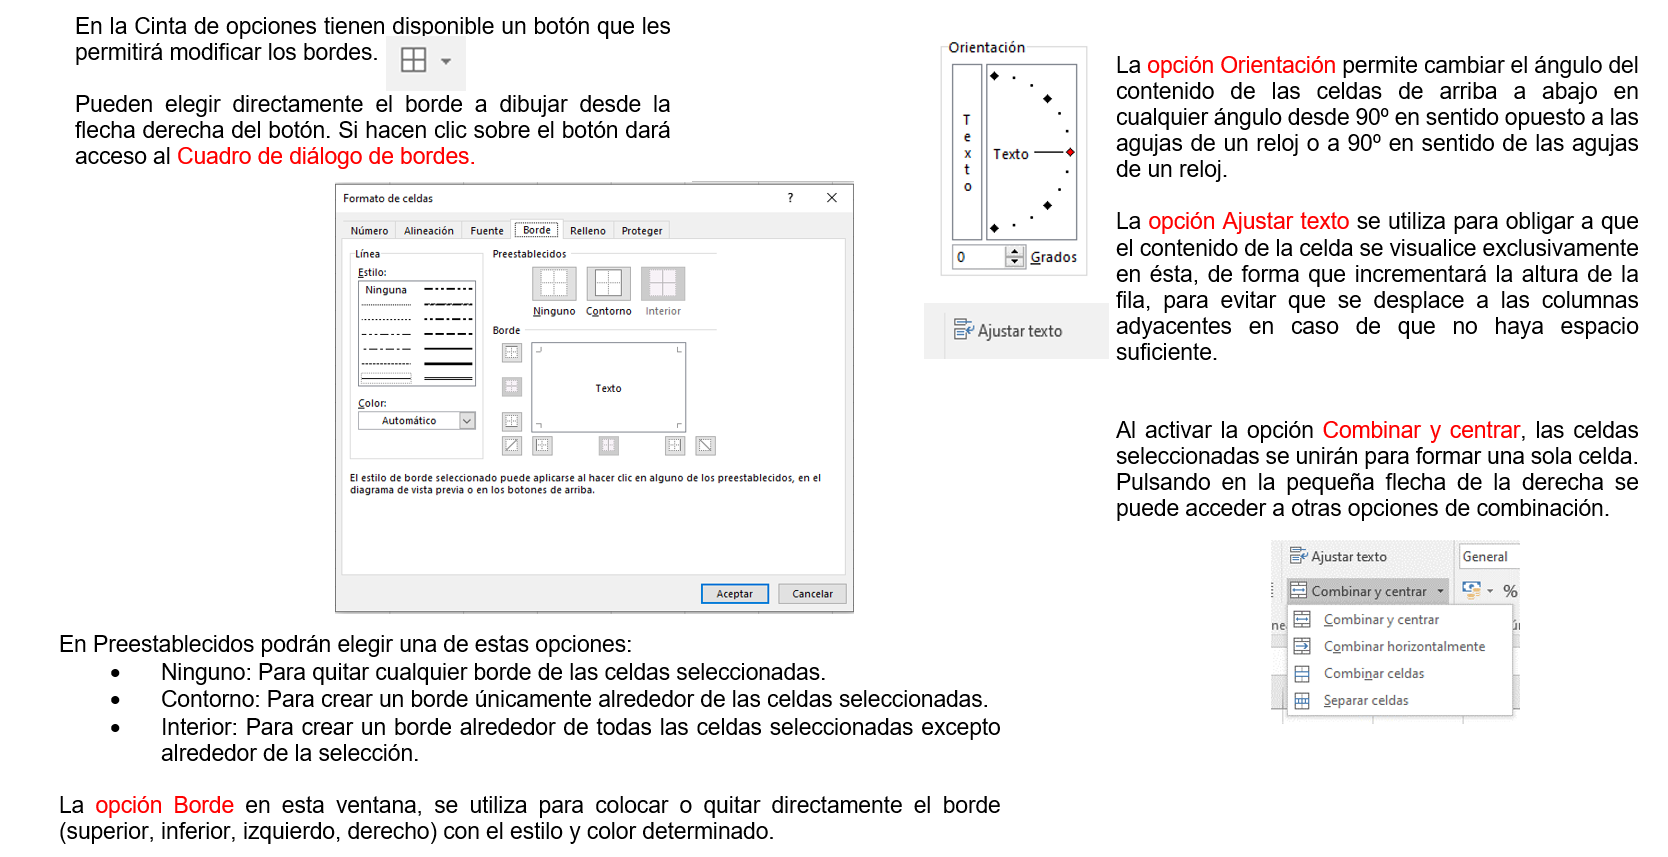 En la Cinta de opciones tienen disponible un botón que les
permitirá modificar los bordes.
Pueden elegir directamente el borde a dibujar desde la
flecha derecha del botón. Si hacen clic sobre el botón dará
acceso al Cuadro de diálogo de bordes.
Formato de celdas
?
Número Alineación Fuente Borde Relleno Proteger
Línea
Estilo:
Ninguna
Color:
Automático
Preestablecidos
Ninguno Contorno Interior
Borde
Texto
El estilo de borde seleccionado puede aplicarse al hacer clic en alguno de los preestablecidos, en el
diagrama de vista previa o en los botones de arriba.
Aceptar Cancelar
En Preestablecidos podrán elegir una de estas opciones:
• Ninguno: Para quitar cualquier borde de las celdas seleccionadas.
• Contorno: Para crear un borde únicamente alrededor de las celdas seleccionadas.
• Interior: Para crear un borde alrededor de todas las celdas seleccionadas excepto
alrededor de la selección.
La opción Borde en esta ventana, se utiliza para colocar o quitar directamente el borde
(superior, inferior, izquierdo, derecho) con el estilo y color determinado.
Orientación
Texto
Texto
0 Grados
La opción Orientación permite cambiar el ángulo del
contenido de las celdas de arriba a abajo en
cualquier ángulo desde 90º en sentido opuesto a las
agujas de un reloj o a 90º en sentido de las agujas
de un reloj.
Ajustar texto
La opción Ajustar texto se utiliza para obligar a que
el contenido de la celda se visualice exclusivamente
en ésta, de forma que incrementará la altura de la
fila, para evitar que se desplace a las columnas
adyacentes en caso de que no haya espacio
suficiente.
Al activar la opción Combinar y centrar, las celdas
seleccionadas se unirán para formar una sola celda.
Pulsando en la pequeña flecha de la derecha se
puede acceder a otras opciones de combinación.
Ajustar texto General
Combinar y centrar %
Combinar y centrar
Combinar horizontalmente
Combinar celdas
Separar celdas